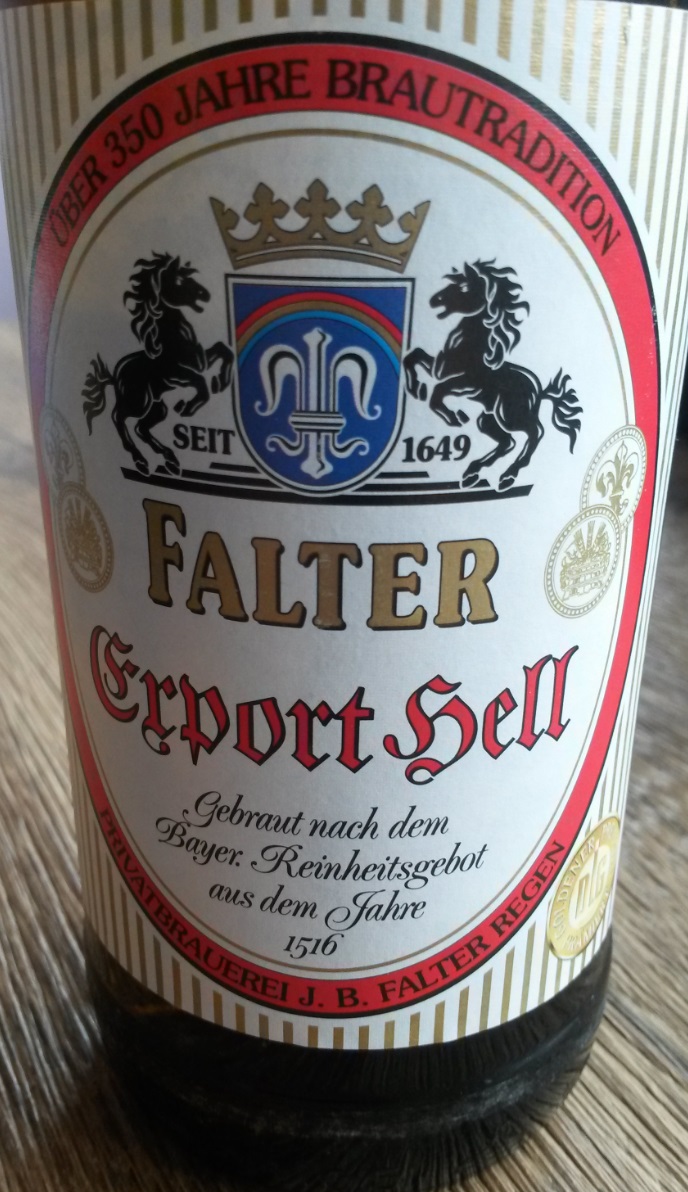 ÜBER 350 JAHRE BRAUTRADITION
SEIT 1649
FALTER
Export Hell
Gebraut nach dem
Bayer. Reinheitsgebot
aus dem Jahre
1516
PRIVATBRAUEREI J. B. FALTER REGEN